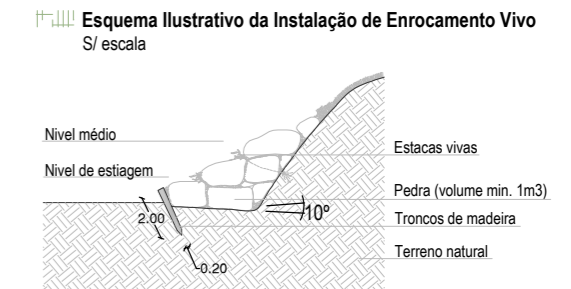 Esquema Ilustrativo da Instalação de Enrocamento Vivo
S/ escala
Nivel médio
Nivel de estiagem
Estacas vivas
Pedra (volume min. 1m3)
10º
2.00
Troncos de madeira
0.20
Terreno natural